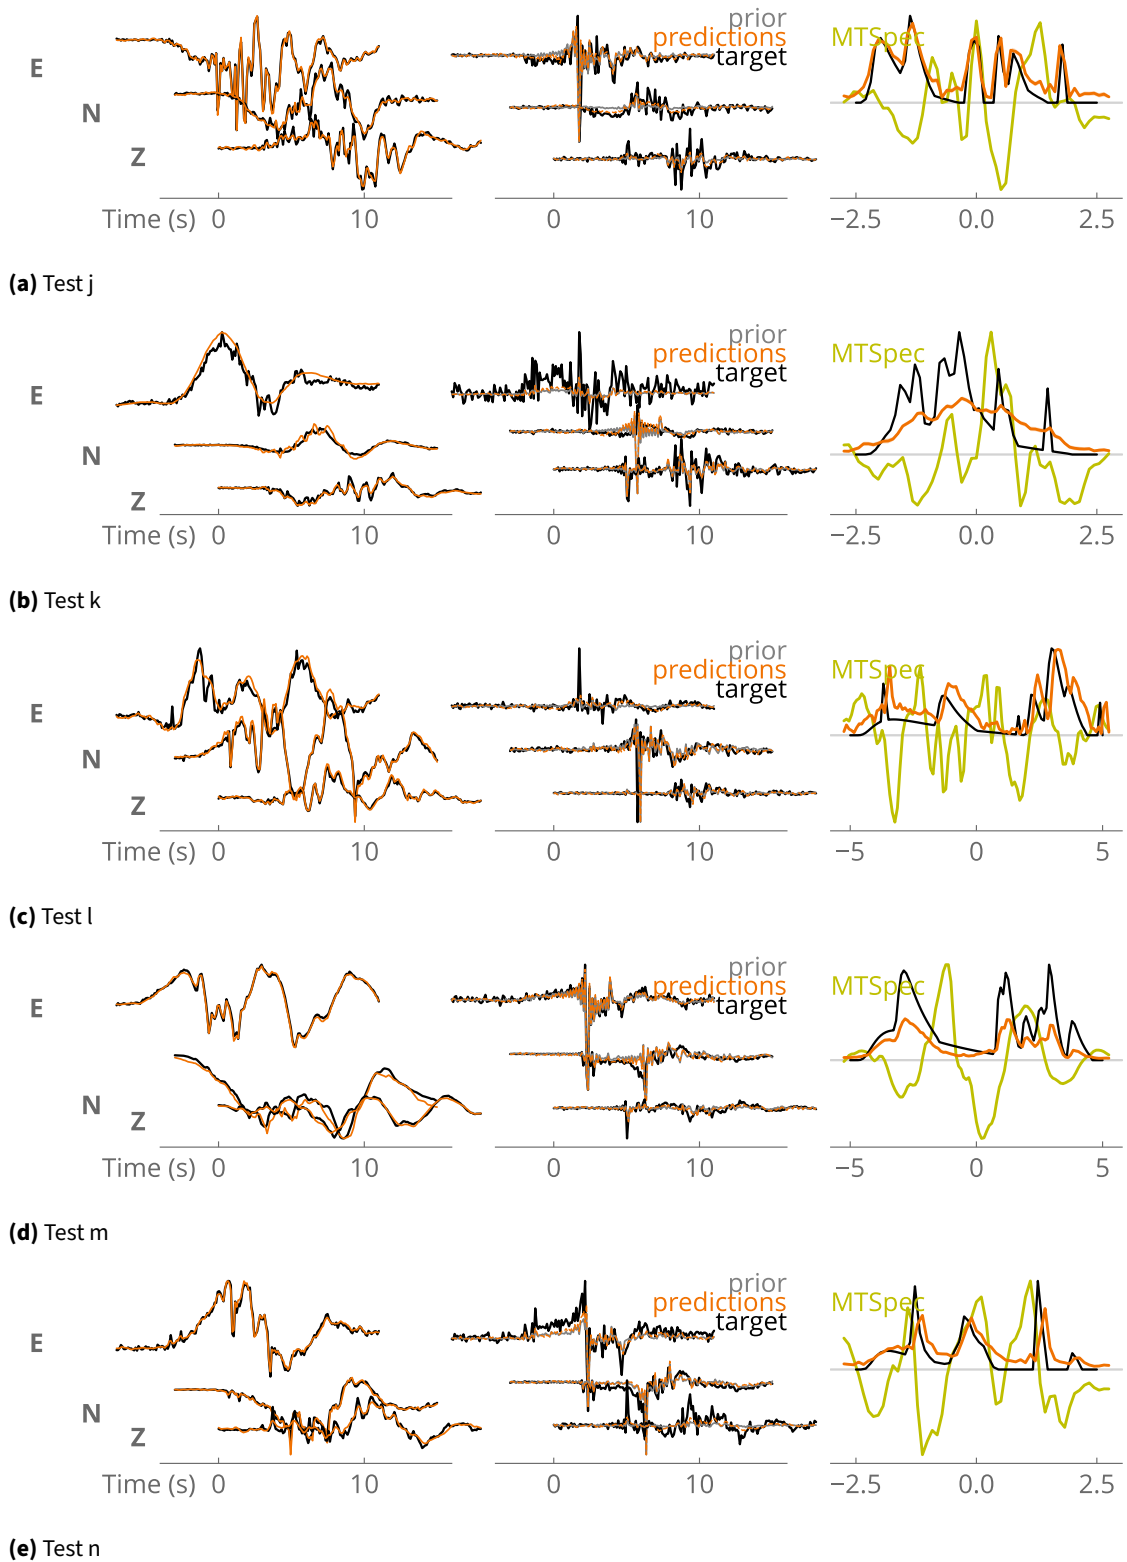 prior
predictions
MTSpec
target
E
N
Z
Time (s) 0 10 0 10 −2.5 0.0 2.5
(a) Test j
prior
predictions
MTSpec
target
E
N
Z
Time (s) 0 10 0 10 −2.5 0.0 2.5
(b) Test k
prior
predictions
MTSpec
target
E
N
Z
Time (s) 0 10 0 10 −5 0 5
(c) Test l
prior
predictions
MTSpec
target
E
N
Z
Time (s) 0 10 0 10 −5 0 5
(d) Test m
prior
predictions
MTSpec
target
E
N
Z
Time (s) 0 10 0 10 −2.5 0.0 2.5
(e) Test n